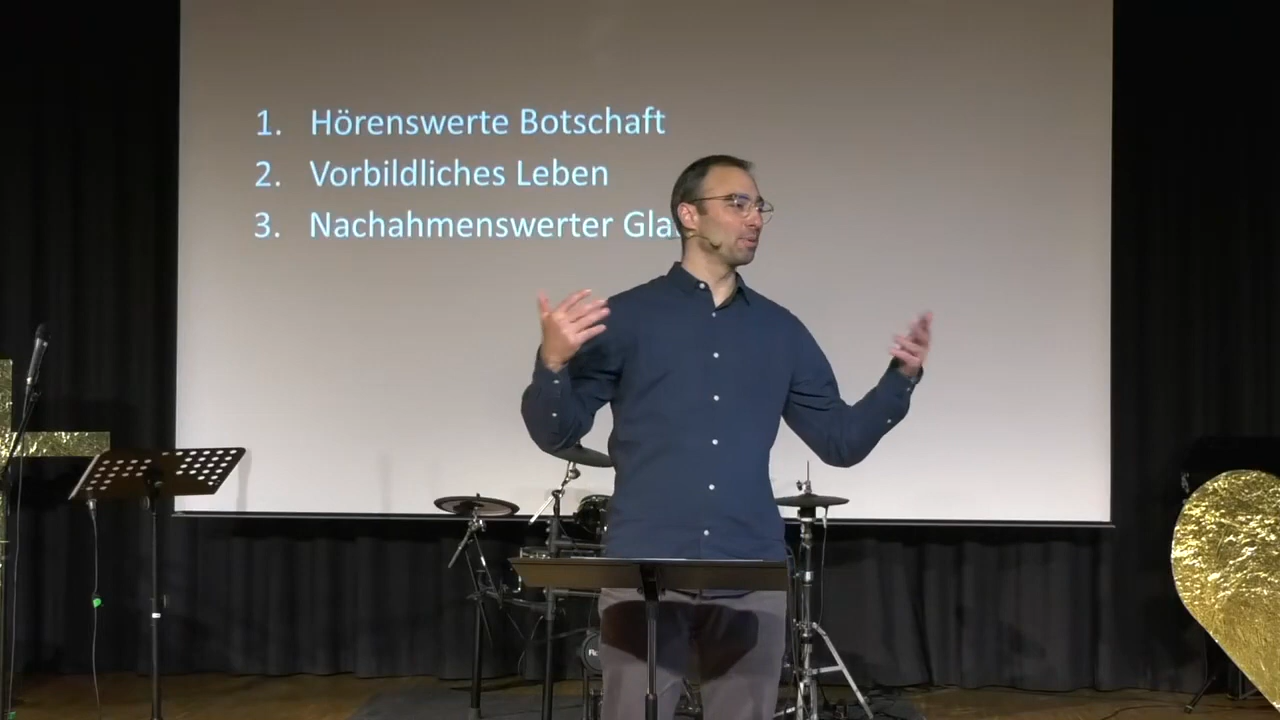 1. Hörenswerte Botschaft
2. Vorbildliches Leben
3. Nachahmenswerter